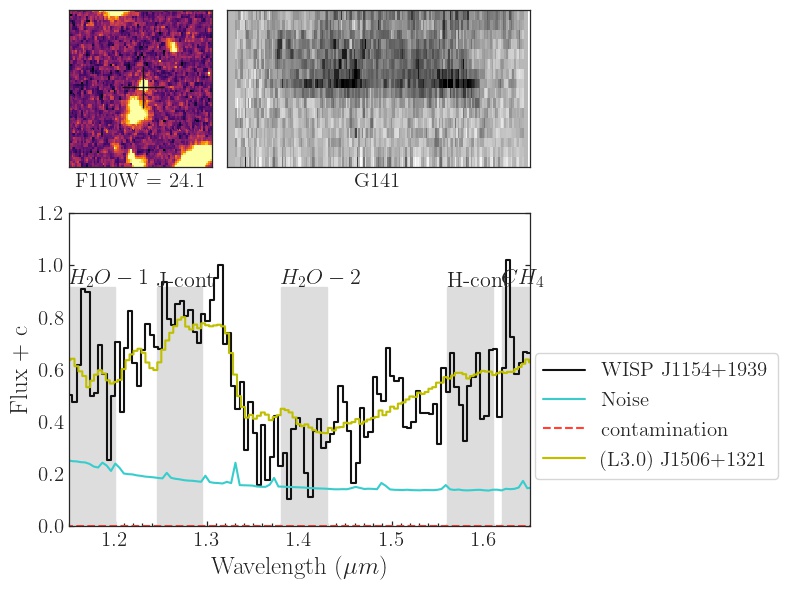 F110W = 24.1
G141
H₂O − 1
J-cont
H₂O − 2
H-cont
CH₄
1.2
1.0
0.8
0.6
0.4
0.2
0.0
Flux + c
1.2
1.3
1.4
1.5
1.6
Wavelength (μm)
WISP J1154+1939
Noise
contamination
(L3.0) J1506+1321